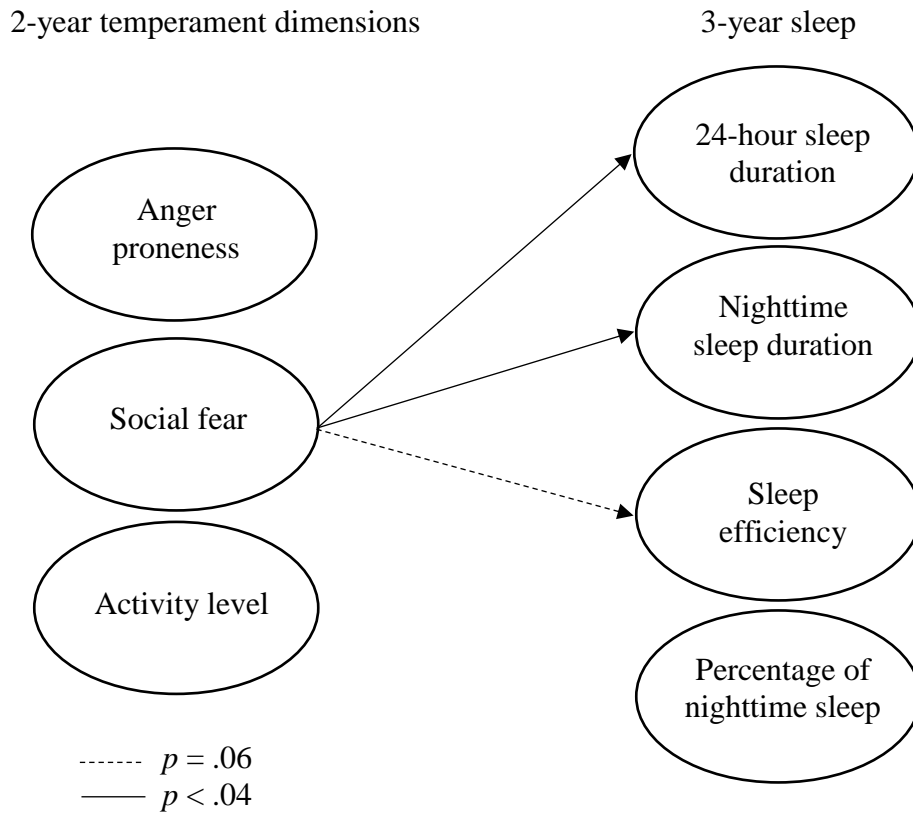 2-year temperament dimensions
3-year sleep
Anger
proneness
Social fear
Activity level
24-hour sleep
duration
Nighttime
sleep duration
Sleep
efficiency
Percentage of
nighttime sleep
p = .06
p < .04